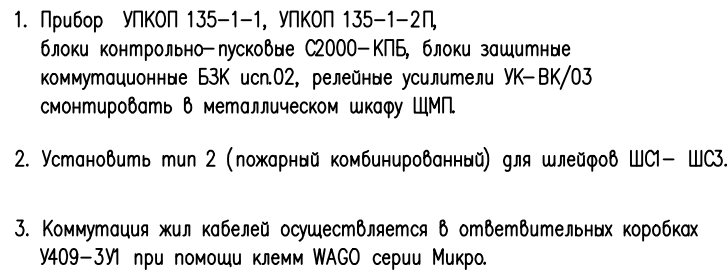 1. Прибор УПКОП 135-1-1, УПКОП 135-1-2П,
блоки контрольно-пусковые С2000-КПБ, блоки защитные
коммутационные БЗК исп.02, релейные усилители УК-ВК/03
смонтировать в металлическом шкафу ЩМП.
2. Установить тип 2 (пожарный комбинированный) для шлейфов ШС1- ШС3.
3. Коммутация жил кабелей осуществляется в ответвительных коробках
У409-3У1 при помощи клемм WAGO серии Микро.